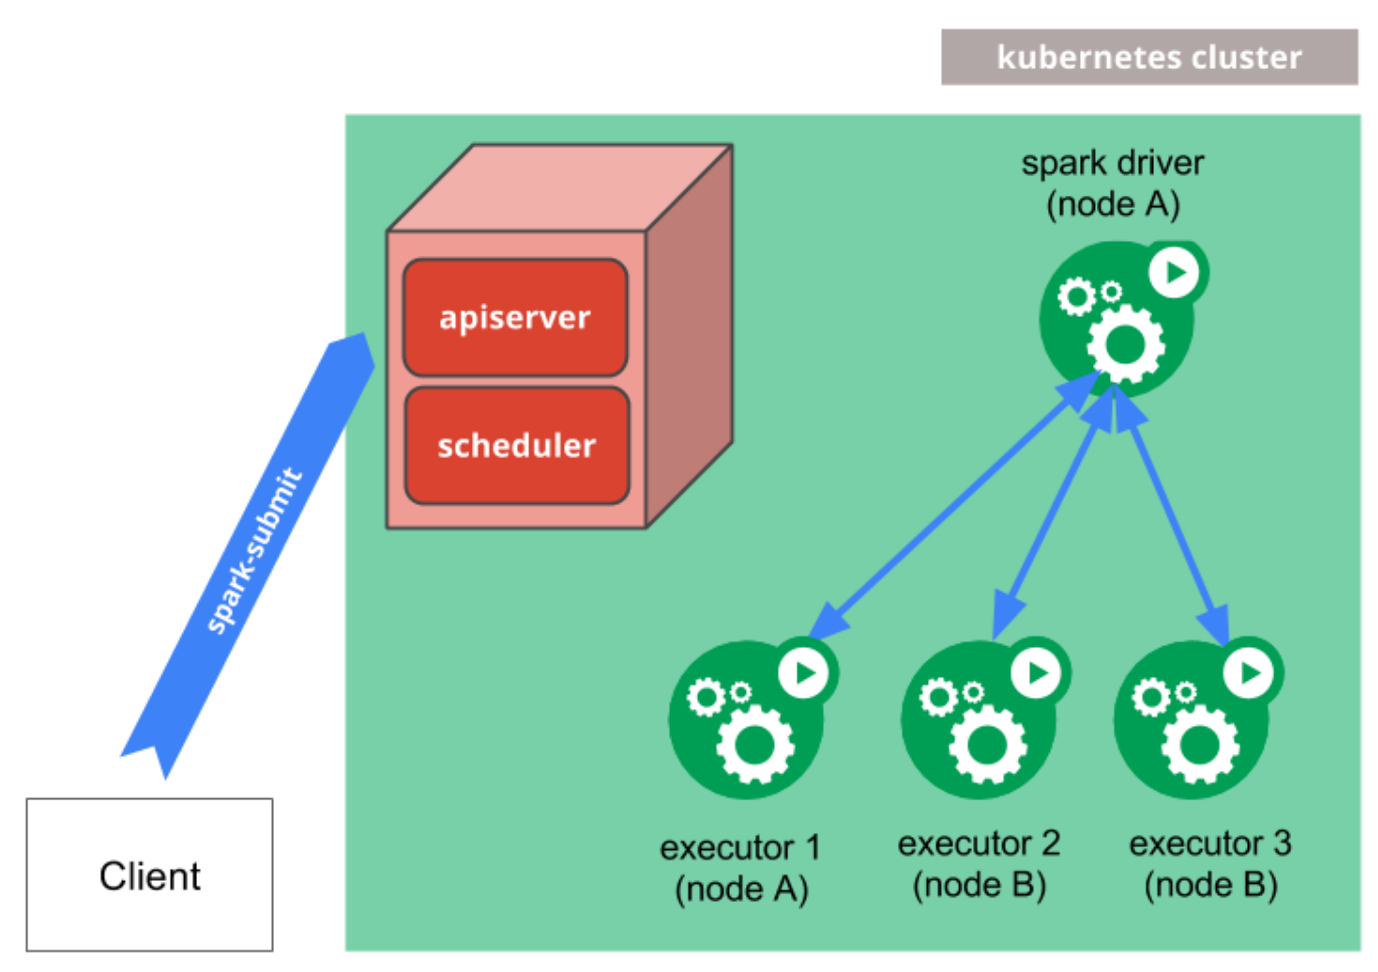 kubernetes cluster
spark driver
(node A)
apiserver
scheduler
spark-submit
executor 1
(node A)
executor 2
(node B)
executor 3
(node B)
Client